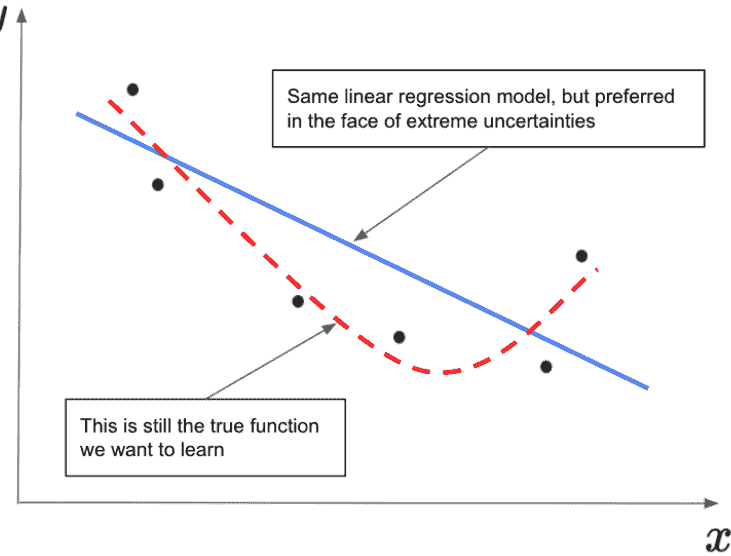 y
Same linear regression model, but preferred
in the face of extreme uncertainties
This is still the true function
we want to learn
x